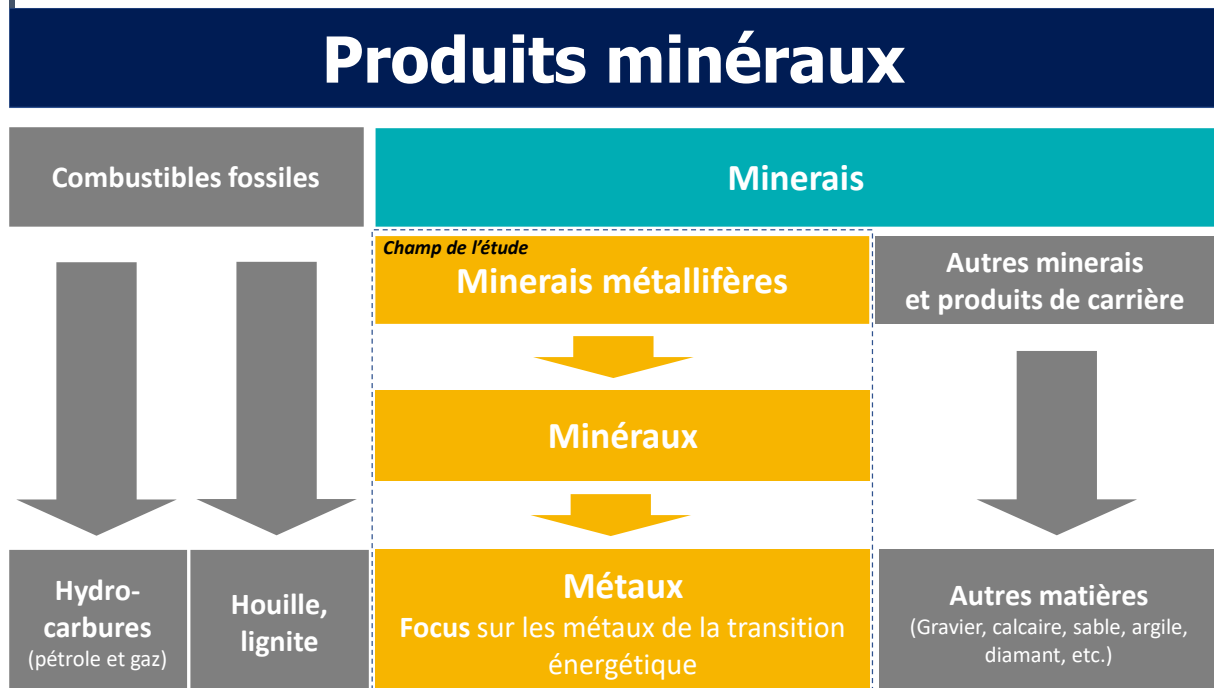 Produits minéraux
Combustibles fossiles
Minerais
Champ de l'étude
Minerais métallifères
Autres minerais
et produits de carrière
Minéraux
Hydro-
carbures
(pétrole et gaz)
Houille,
lignite
Métaux
Focus sur les métaux de la transition
énergétique
Autres matières
(Gravier, calcaire, sable, argile,
diamant, etc.)